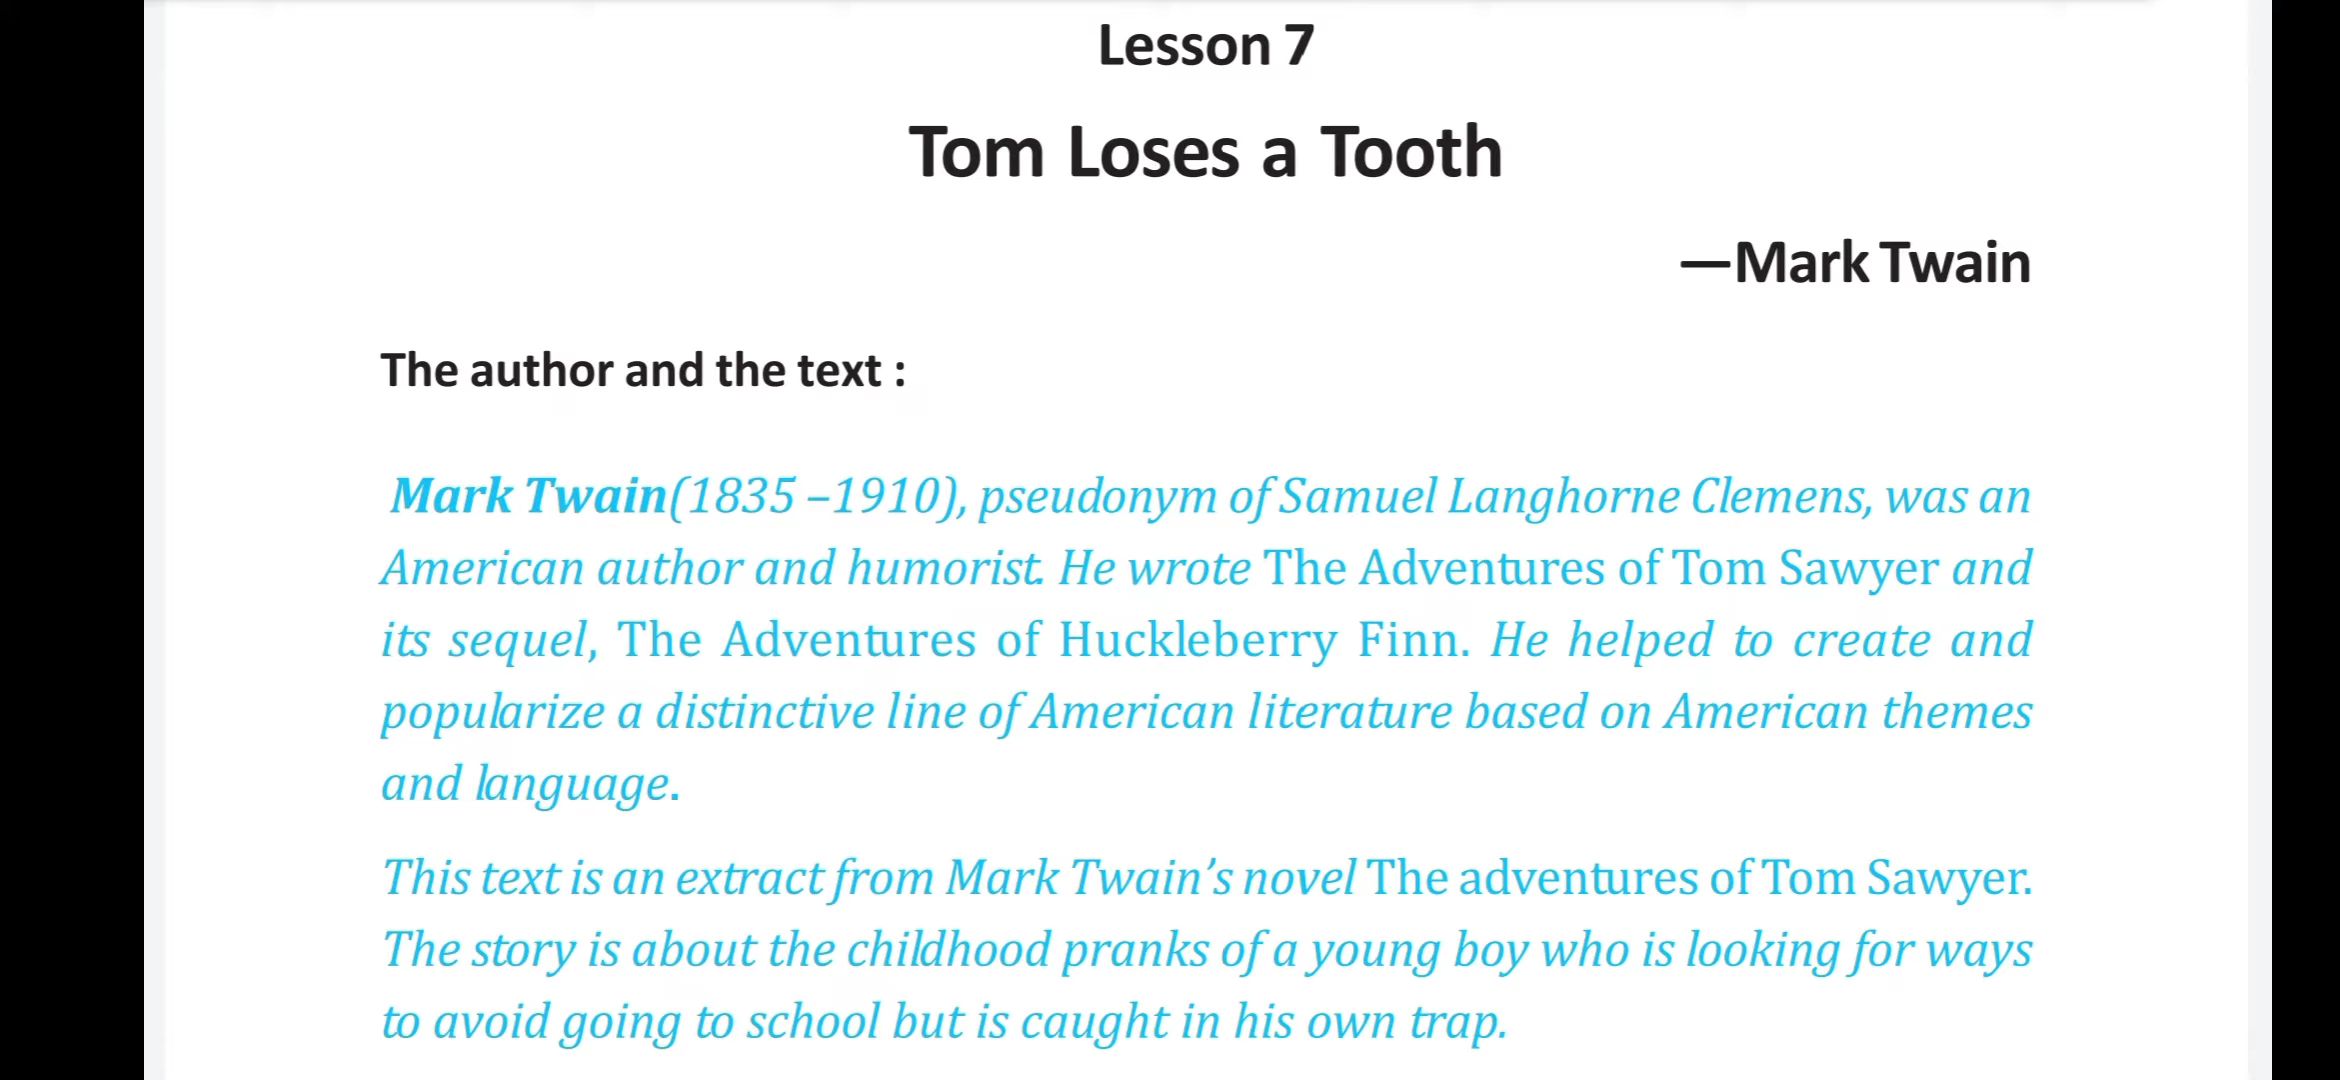 Lesson 7
Tom Loses a Tooth
—Mark Twain
The author and the text :
Mark Twain(1835 –1910), pseudonym of Samuel Langhorne Clemens, was an
American author and humorist. He wrote The Adventures of Tom Sawyer and
its sequel, The Adventures of Huckleberry Finn. He helped to create and
popularize a distinctive line of American literature based on American themes
and language.
This text is an extract from Mark Twain’s novel The adventures of Tom Sawyer.
The story is about the childhood pranks of a young boy who is looking for ways
to avoid going to school but is caught in his own trap.